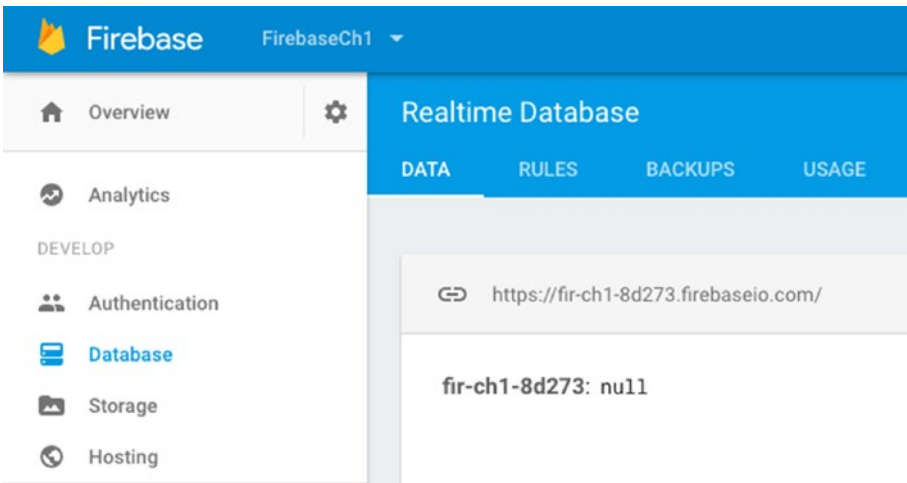 Firebase FirebaseCh1
Overview
Analytics
DEVELOP
Authentication
Database
Storage
Hosting
Realtime Database
DATA RULES BACKUPS USAGE
https://fir-ch1-8d273.firebaseio.com/
fir-ch1-8d273: null